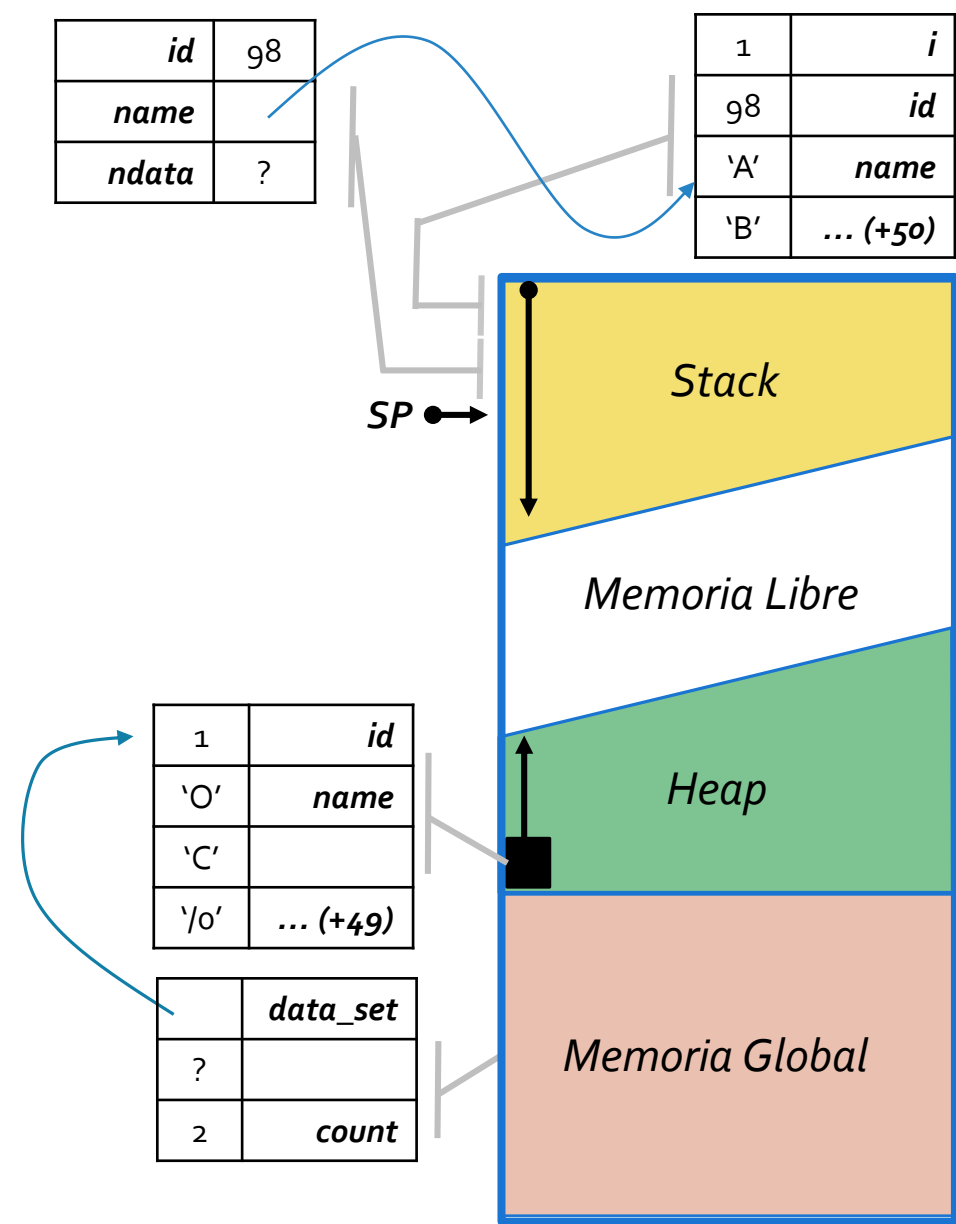 id 98
name
ndata ?
1 i
98 id
‘A’ name
‘B’ ... (+50)
Stack
SP
Memoria Libre
1 id
‘O’ name
‘C’
‘/0’ ... (+49)
Heap
data_set
?
2 count
Memoria Global